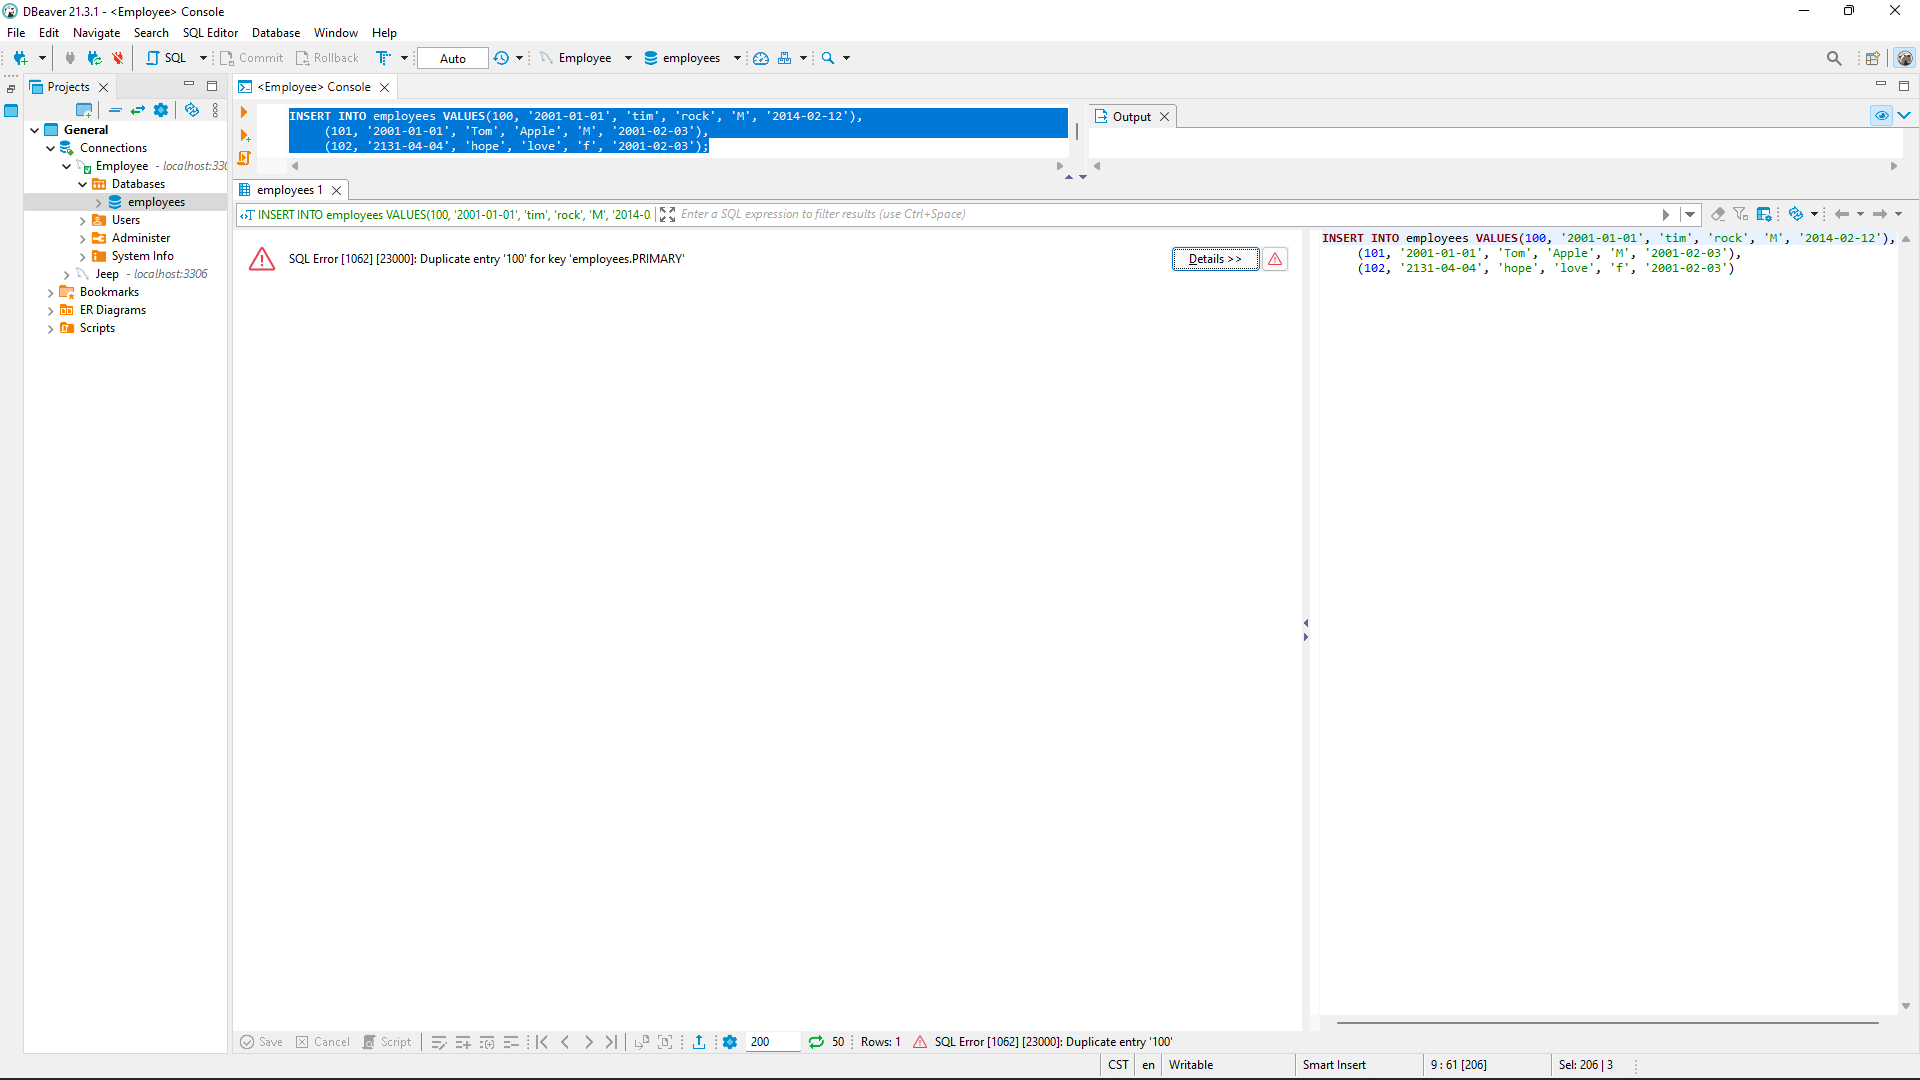 DBeaver 21.3.1 - <Employee> Console
File Edit Navigate Search SQL Editor Database Window Help
SQL Commit Rollback Auto Employee employees
Projects
General
Connections
Employee - localhost:330
Databases
employees
Users
Administer
System Info
Jeep - localhost:3306
Bookmarks
ER Diagrams
Scripts
<Employee> Console
INSERT INTO employees VALUES(100, '2001-01-01', 'tim', 'rock', 'M', '2014-02-12'),
(101, '2001-01-01', 'Tom', 'Apple', 'M', '2001-02-03'),
(102, '2131-04-04', 'hope', 'love', 'f', '2001-02-03');
Output
employees 1
INSERT INTO employees VALUES(100, '2001-01-01', 'tim', 'rock', 'M', '2014-0 Enter a SQL expression to filter results (use Ctrl+Space)
SQL Error [1062] [23000]: Duplicate entry '100' for key 'employees.PRIMARY'
Details >>
INSERT INTO employees VALUES(100, '2001-01-01', 'tim', 'rock', 'M', '2014-02-12'),
(101, '2001-01-01', 'Tom', 'Apple', 'M', '2001-02-03'),
(102, '2131-04-04', 'hope', 'love', 'f', '2001-02-03')
Save Cancel Script 200 50 Rows: 1 SQL Error [1062] [23000]: Duplicate entry '100'
CST en Writable Smart Insert 9 : 61 [206] Sel: 206 | 3